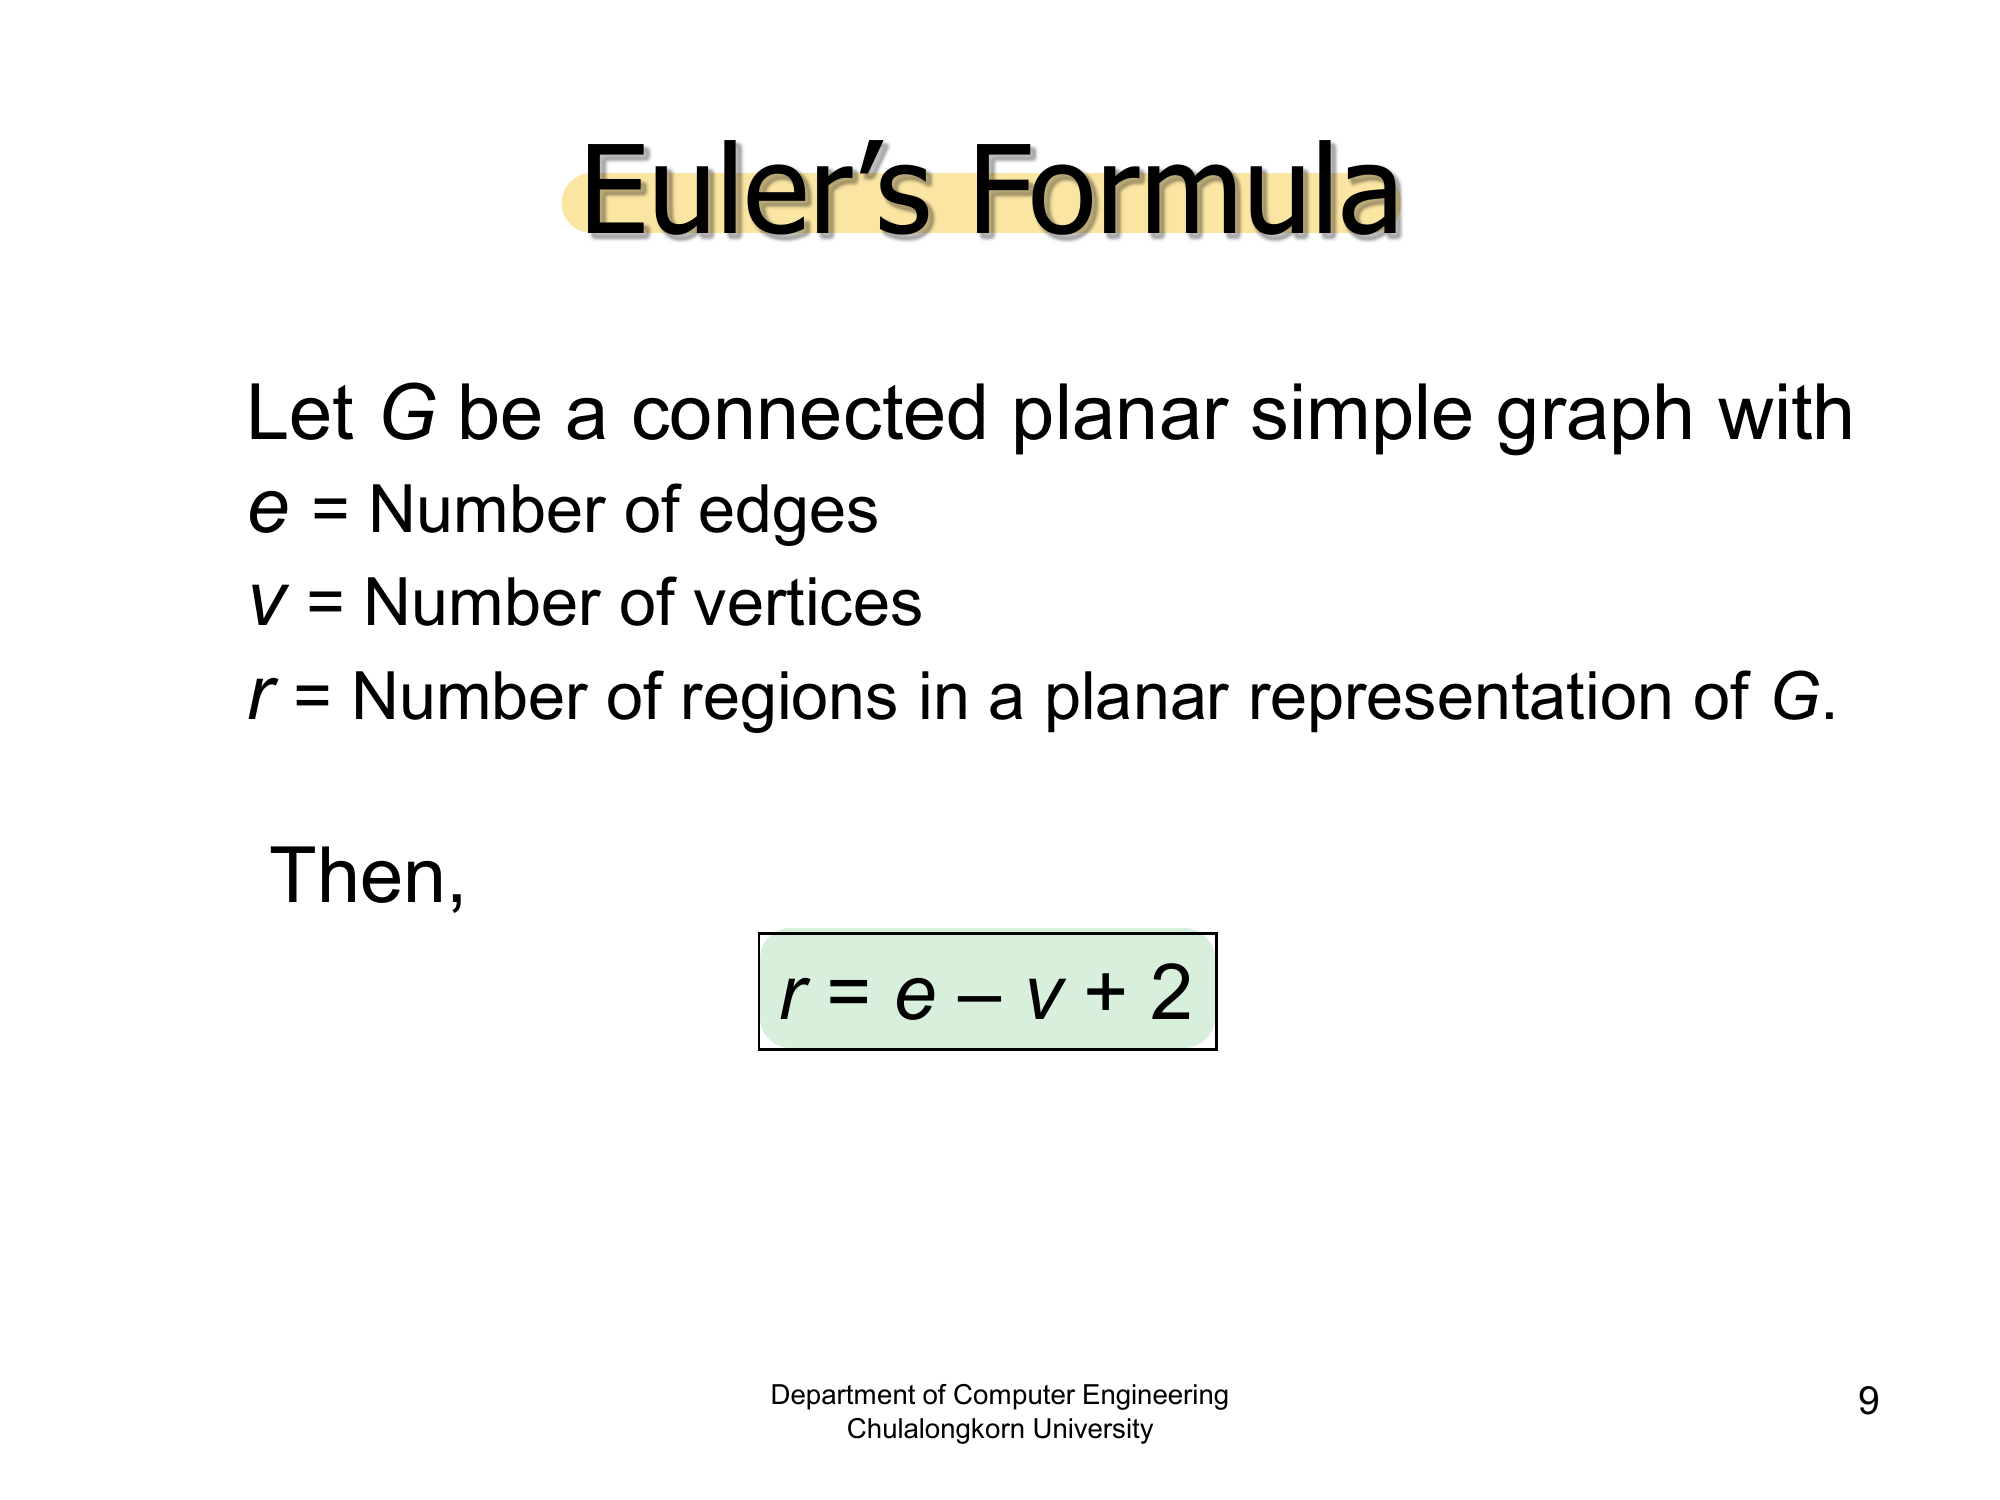 Euler’s Formula
Let G be a connected planar simple graph with
e = Number of edges
v = Number of vertices
r = Number of regions in a planar representation of G.
Then,
r = e – v + 2
Department of Computer Engineering
Chulalongkorn University
9